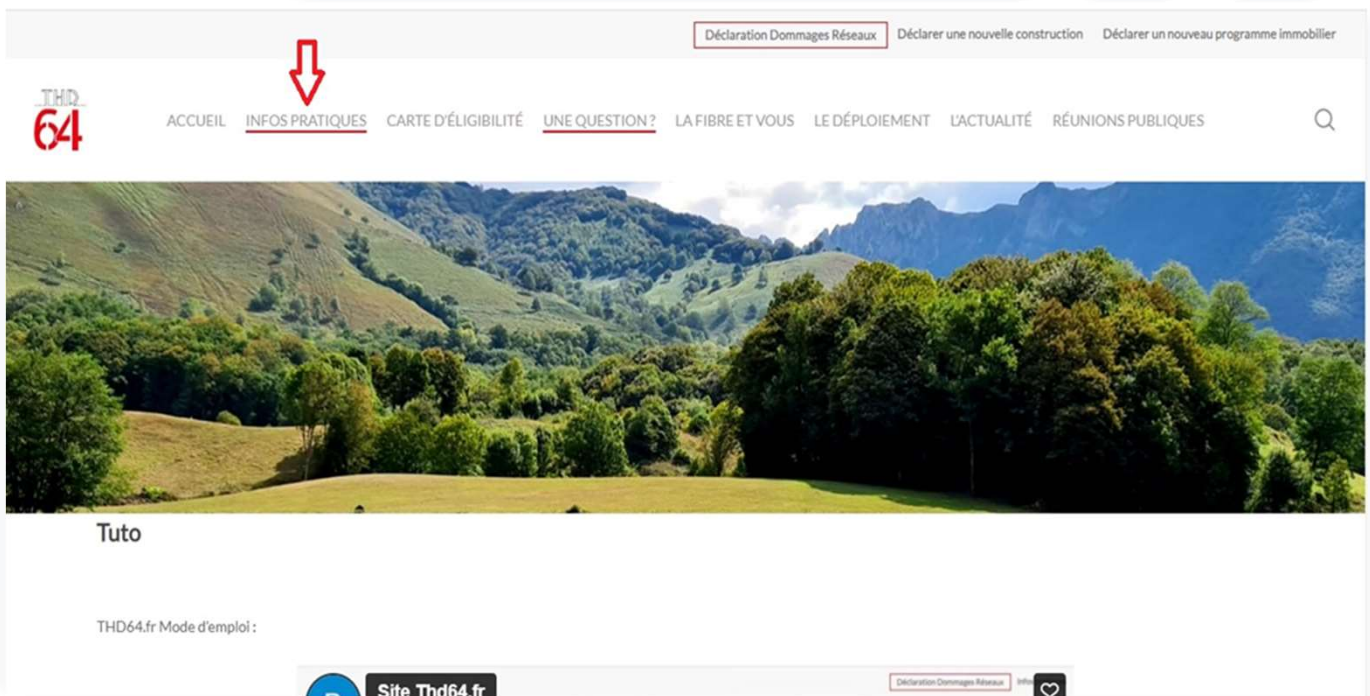 Déclaration Dommages Réseaux Déclarer une nouvelle construction Déclarer un nouveau programme immobilier
THD
64
ACCUEIL INFOS PRATIQUES CARTE D'ÉLIGIBILITÉ UNE QUESTION ? LA FIBRE ET VOUS LE DÉPLOIEMENT L'ACTUALITÉ RÉUNIONS PUBLIQUES
Tuto
THD64.fr Mode d'emploi :
Site Thd64.fr
Déclaration Dommages Réseaux